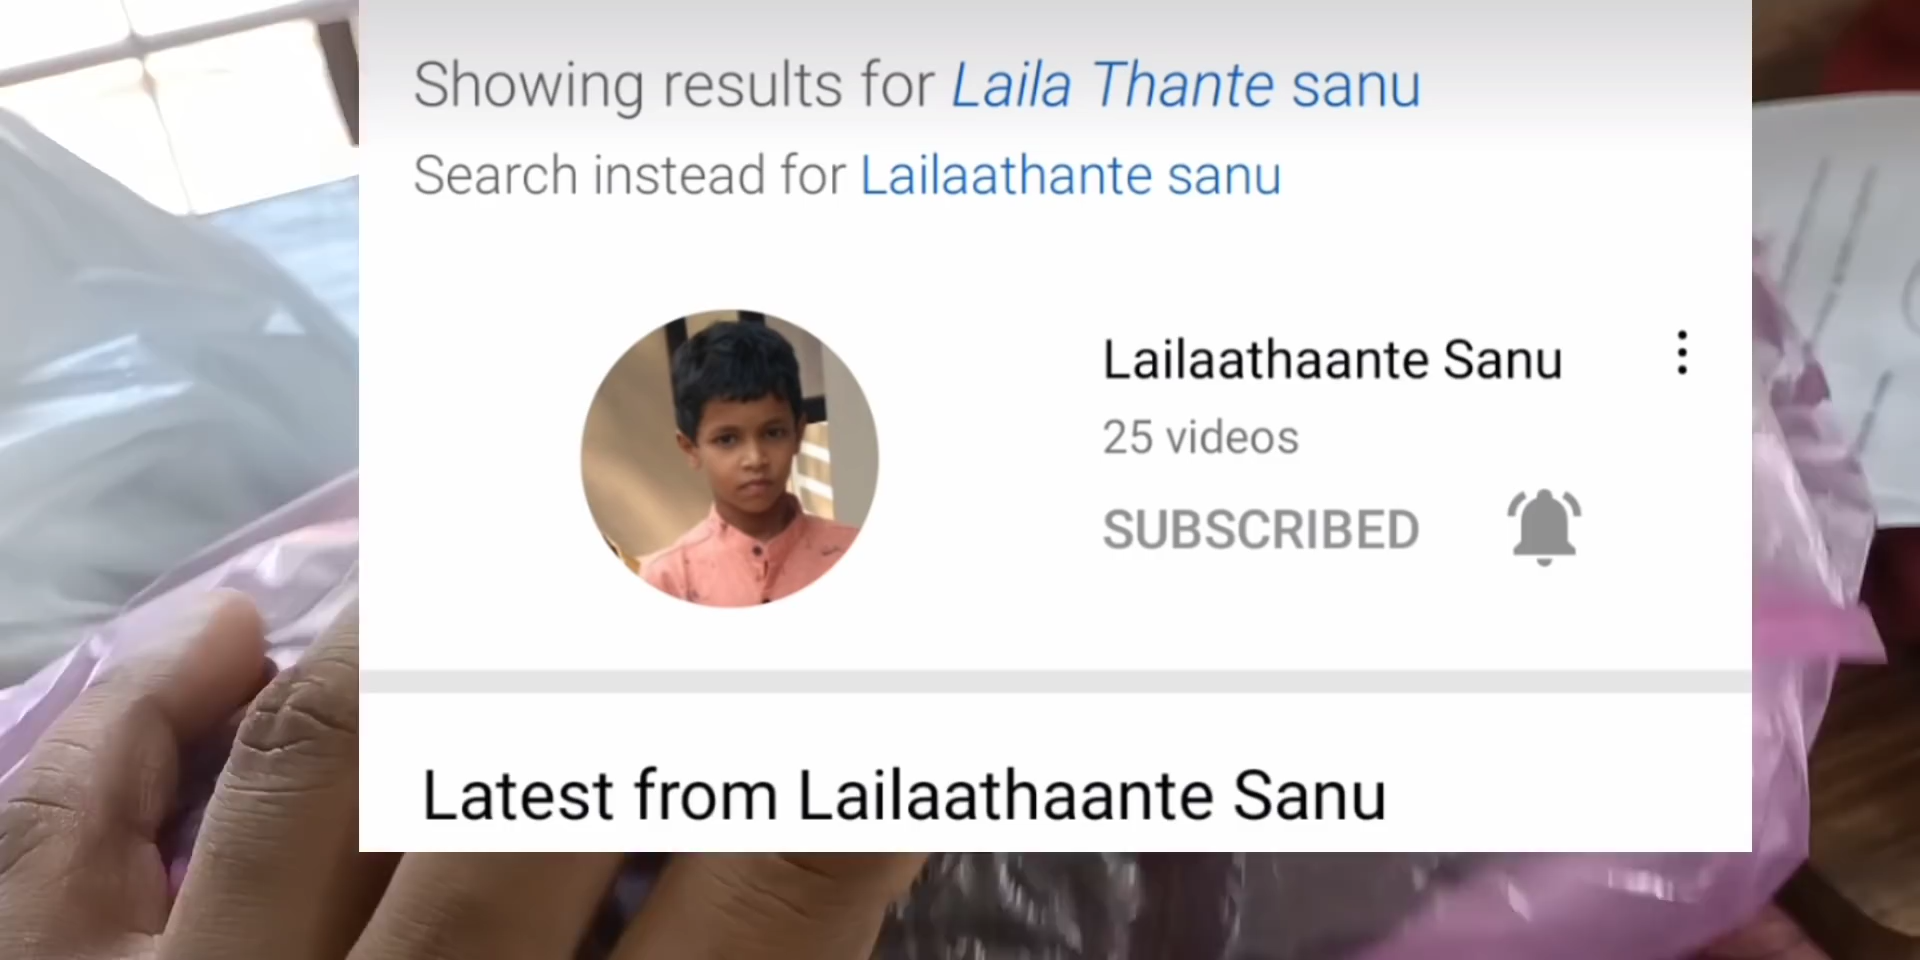 Showing results for Laila Thante sanu
Search instead for Lailaathante sanu
Lailaathaante Sanu
25 videos
SUBSCRIBED
Latest from Lailaathaante Sanu